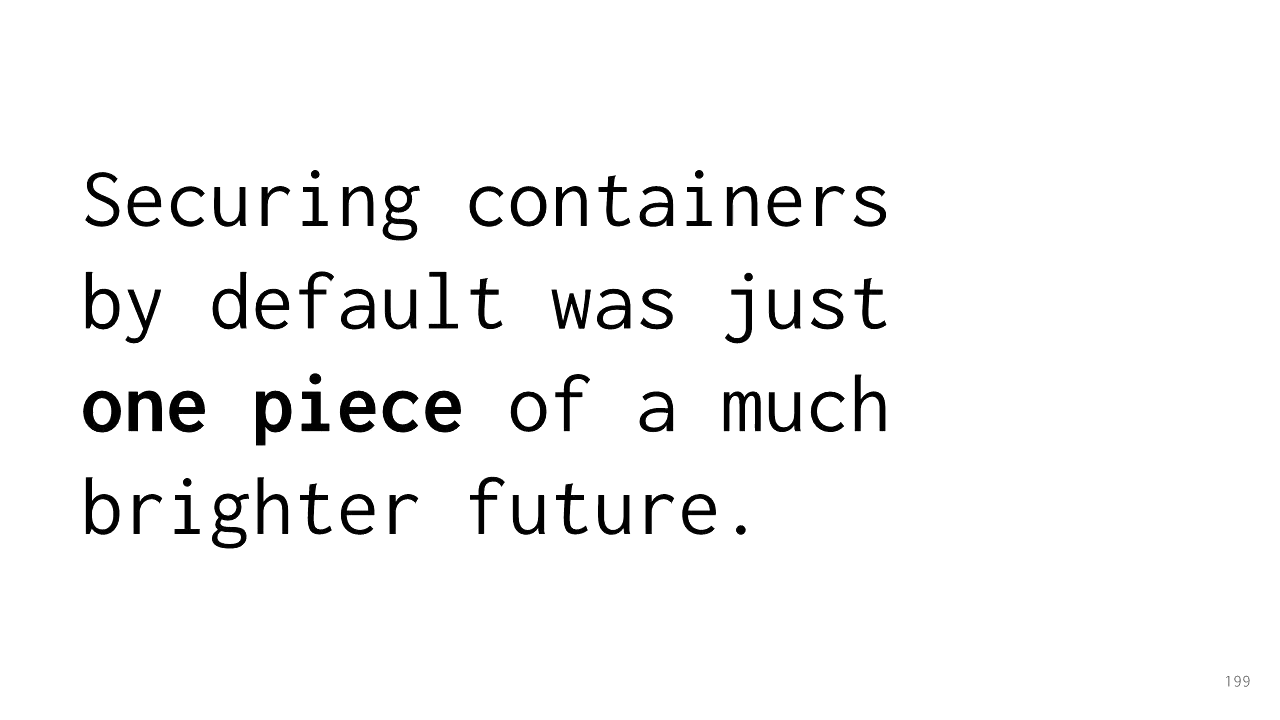 Securing containers
by default was just
one piece of a much
brighter future.
199